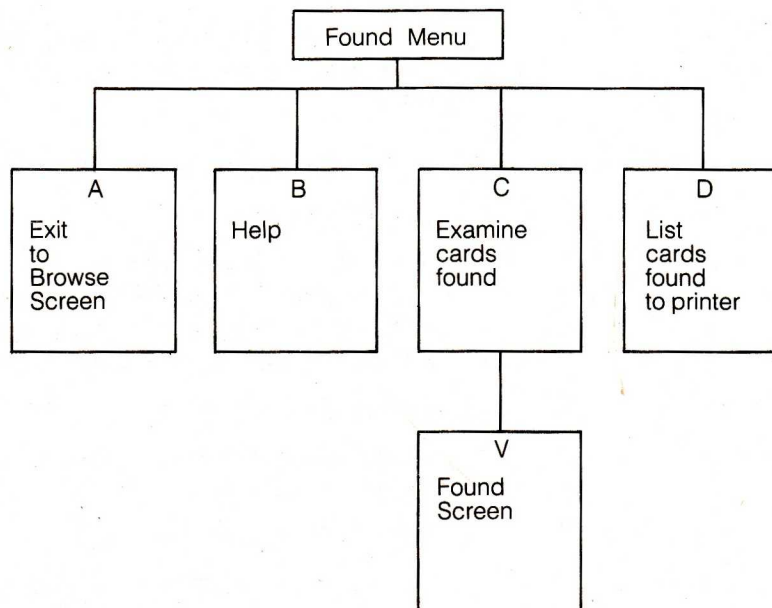 Found Menu
A
Exit
to
Browse
Screen
B
Help
C
Examine
cards
found
D
List
cards
found
to printer
V
Found
Screen